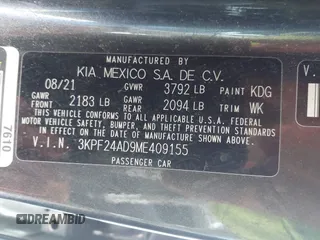 MANUFACTURED BY
KIA MEXICO S.A. DE C.V.
08/21 GVWR 3792 LB PAINT KDG
GAWR FRONT 2183 LB GAWR REAR 2094 LB TRIM WK
THIS VEHICLE CONFORMS TO ALL APPLICABLE U.S.A. FEDERAL
MOTOR VEHICLE SAFETY, BUMPER, AND THEFT PREVENTION
STANDARDS IN EFFECT ON THE DATE OF MANUFACTURE SHOWN ABOVE.
V.I.N. 3KPF24AD9ME409155
PASSENGER CAR
7610
V.
DREAMBID